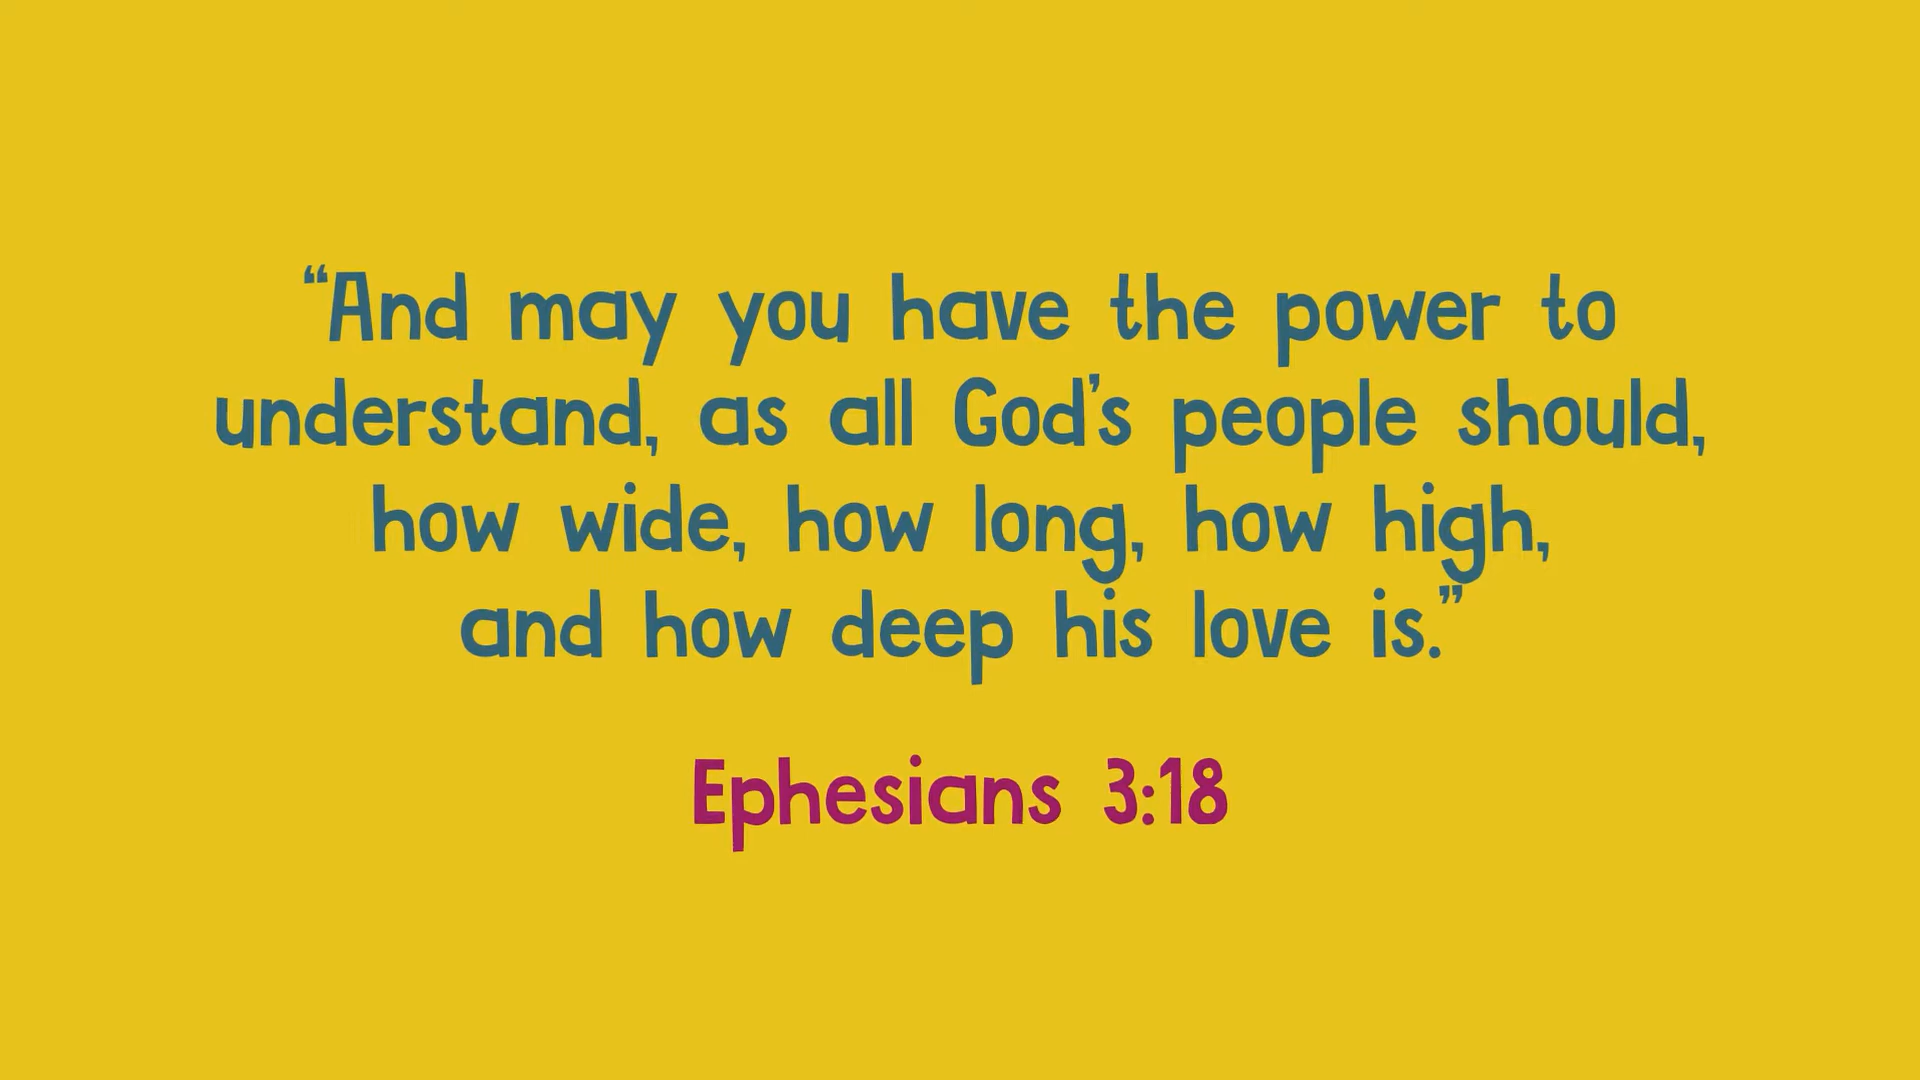 “And may you have the power to
understand, as all God’s people should,
how wide, how long, how high,
and how deep his love is.”
Ephesians 3:18